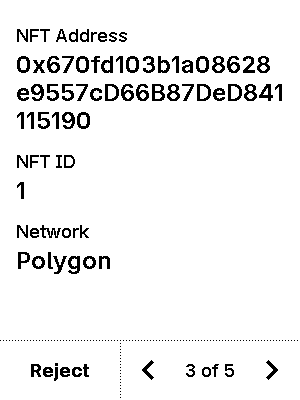 NFT Address
0x670fd103b1a08628
e9557cD66B87DeD841
115190
NFT ID
1
Network
Polygon
Reject
3 of 5